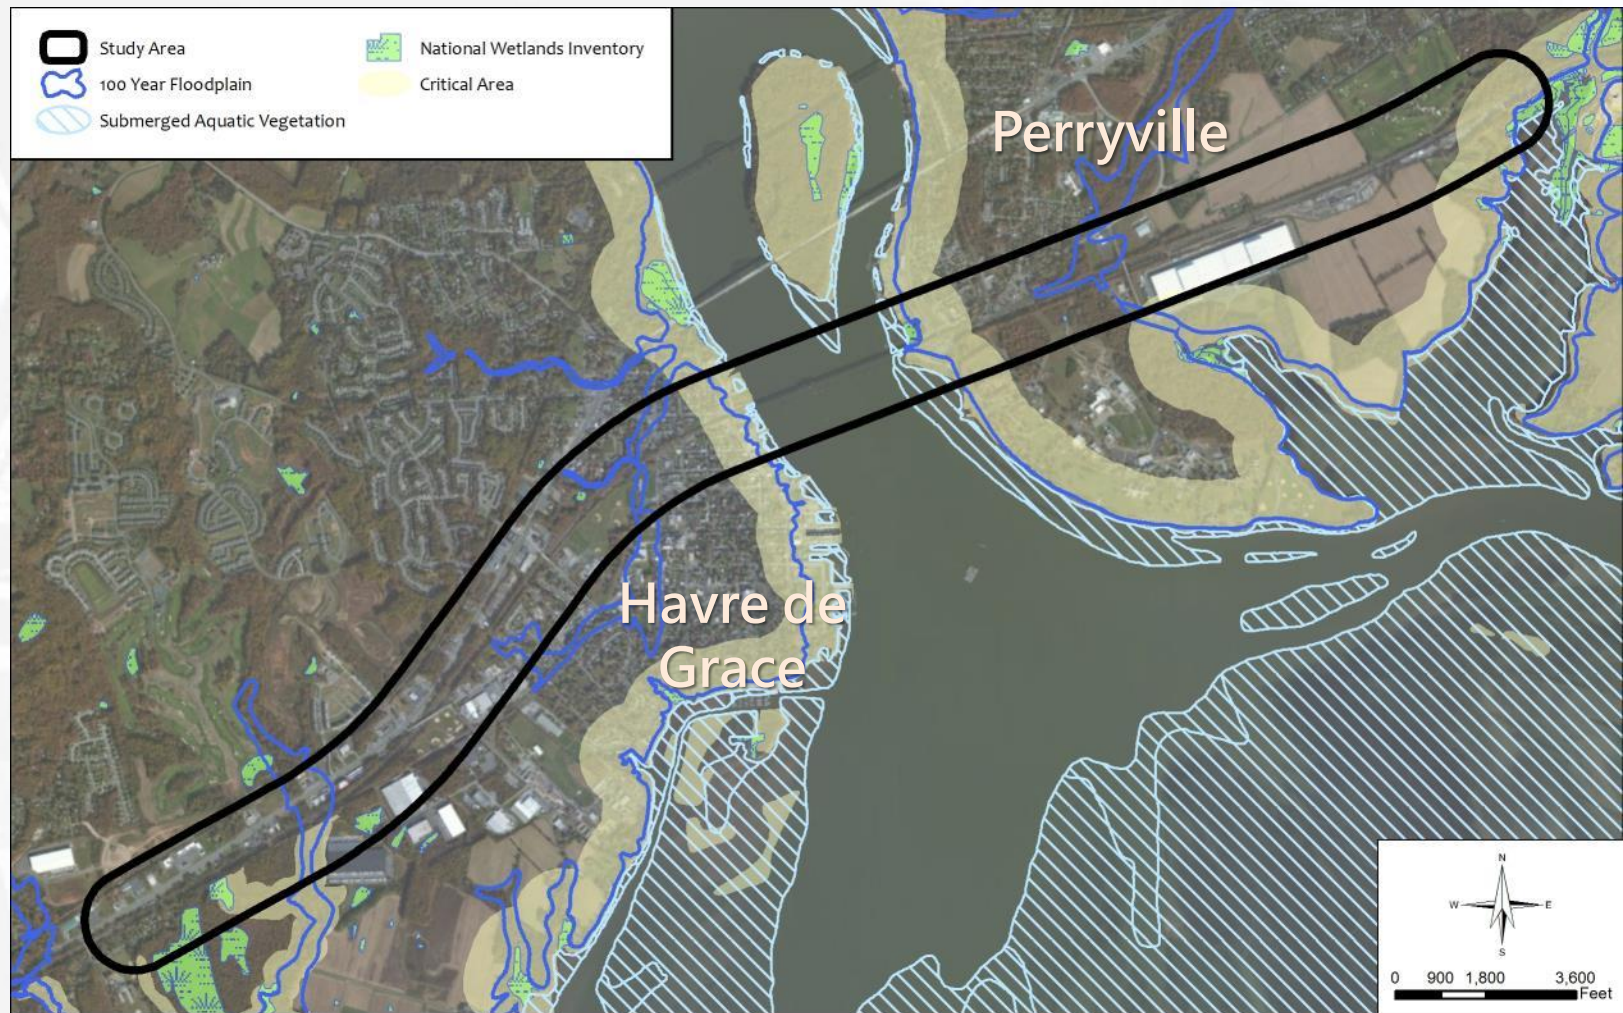 Study Area
National Wetlands Inventory
100 Year Floodplain
Critical Area
Submerged Aquatic Vegetation
Perryville
Havre de
Grace
N
W E
S
0 900 1,800 3,600
Feet